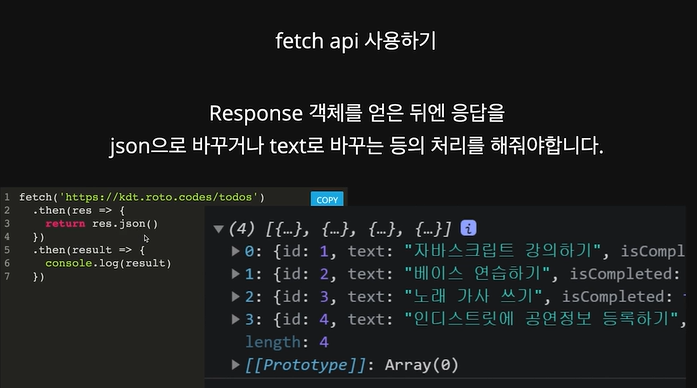 fetch api 사용하기
Response 객체를 얻은 뒤엔 응답을
json으로 바꾸거나 text로 바꾸는 등의 처리를 해줘야합니다.
COPY
1 fetch('https://kdt.roto.codes/todos')
2 .then(res => {
3 return res.json()
4 })
5 .then(result => {
6 console.log(result)
7 })
(4) [{…}, {…}, {…}, {…}] i
0: {id: 1, text: "자바스크립트 강의하기", isCompl
1: {id: 2, text: "베이스 연습하기", isCompleted:
2: {id: 3, text: "노래 가사 쓰기", isCompleted:
3: {id: 4, text: "인디스트릿에 공연정보 등록하기",
length: 4
[[Prototype]]: Array(0)